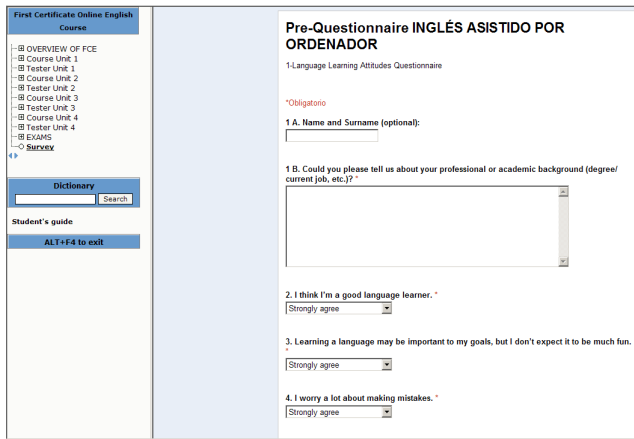 First Certificate Online English
Course
OVERVIEW OF FCE
Course Unit 1
Tester Unit 1
Course Unit 2
Tester Unit 2
Course Unit 3
Tester Unit 3
Course Unit 4
Tester Unit 4
EXAMS
Survey
Dictionary
Search
Student's guide
ALT+F4 to exit
Pre-Questionnaire INGLÉS ASISTIDO POR
ORDENADOR
1-Language Learning Attitudes Questionnaire
*Obligatorio
1 A. Name and Surname (optional):
1 B. Could you please tell us about your professional or academic background (degree/
current job, etc.)? *
2. I think I'm a good language learner. *
Strongly agree
3. Learning a language may be important to my goals, but I don't expect it to be much fun.
*
Strongly agree
4. I worry a lot about making mistakes. *
Strongly agree